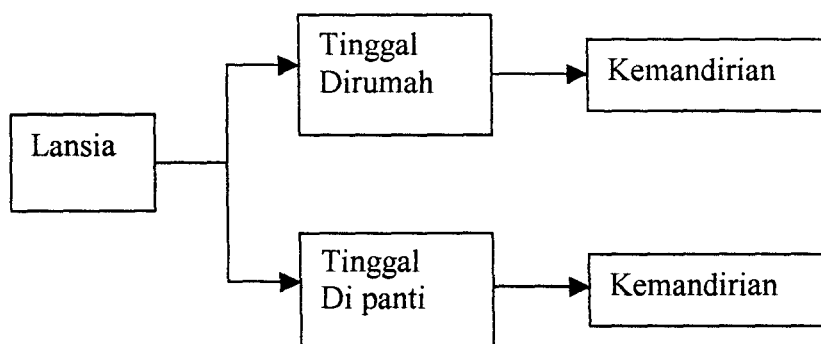 Tinggal
Dirumah
Kemandirian
Lansia
Tinggal
Di panti
Kemandirian